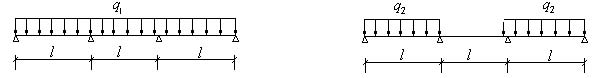 q₁
q₂ q₂
l l l
l l l